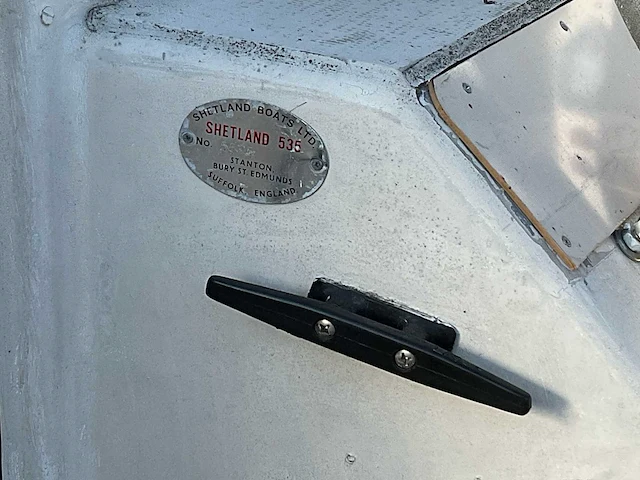 SHETLAND BOATS LTD.
SHETLAND 535
No
STANTON,
BURY ST. EDMUNDS
SUFFOLK, ENGLAND